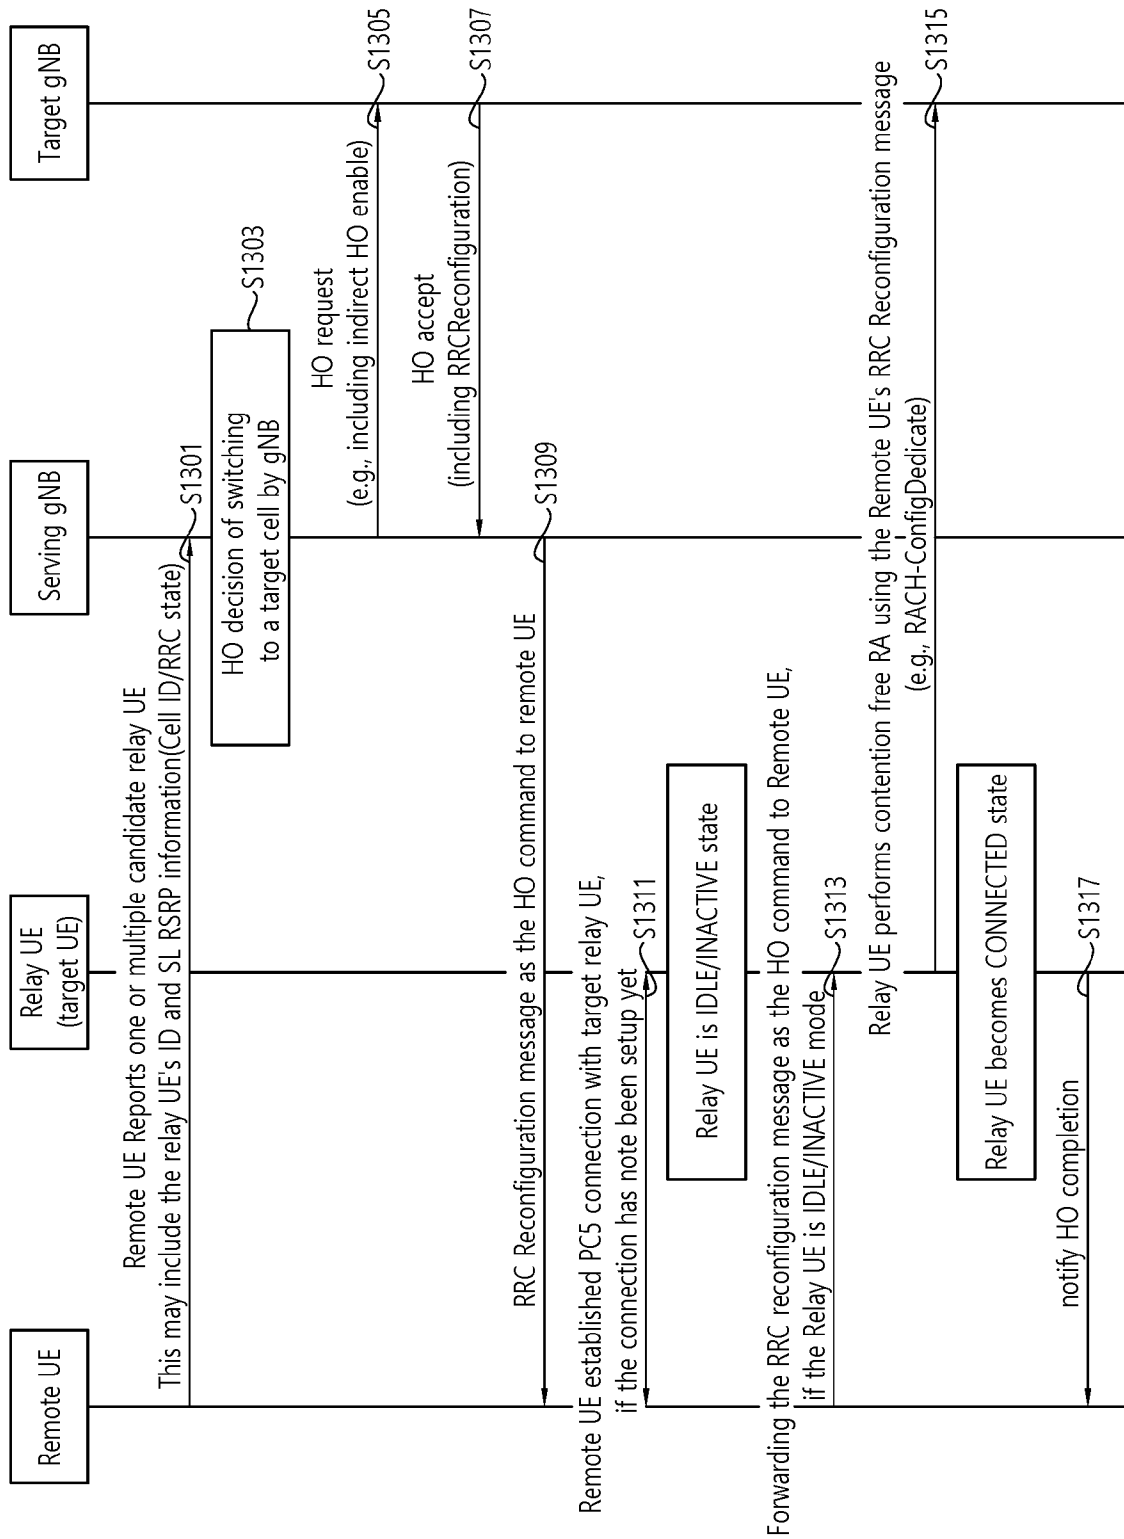 Remote UE
Relay UE
(target UE)
Serving gNB
Target gNB
Remote UE Reports one or multiple candidate relay UE
This may include the relay UE's ID and SL RSRP information(Cell ID/RRC state)
S1301
HO decision of switching
to a target cell by gNB
S1303
HO request
(e.g., including indirect HO enable)
S1305
HO accept
(including RRCReconfiguration)
S1307
RRC Reconfiguration message as the HO command to remote UE
S1309
Remote UE established PC5 connection with target relay UE,
if the connection has note been setup yet
S1311
Relay UE is IDLE/INACTIVE state
Forwarding the RRC reconfiguration message as the HO command to Remote UE,
if the Relay UE is IDLE/INACTIVE mode
S1313
Relay UE performs contention free RA using the Remote UE's RRC Reconfiguration message
(e.g., RACH-ConfigDedicate)
S1315
Relay UE becomes CONNECTED state
notify HO completion
S1317